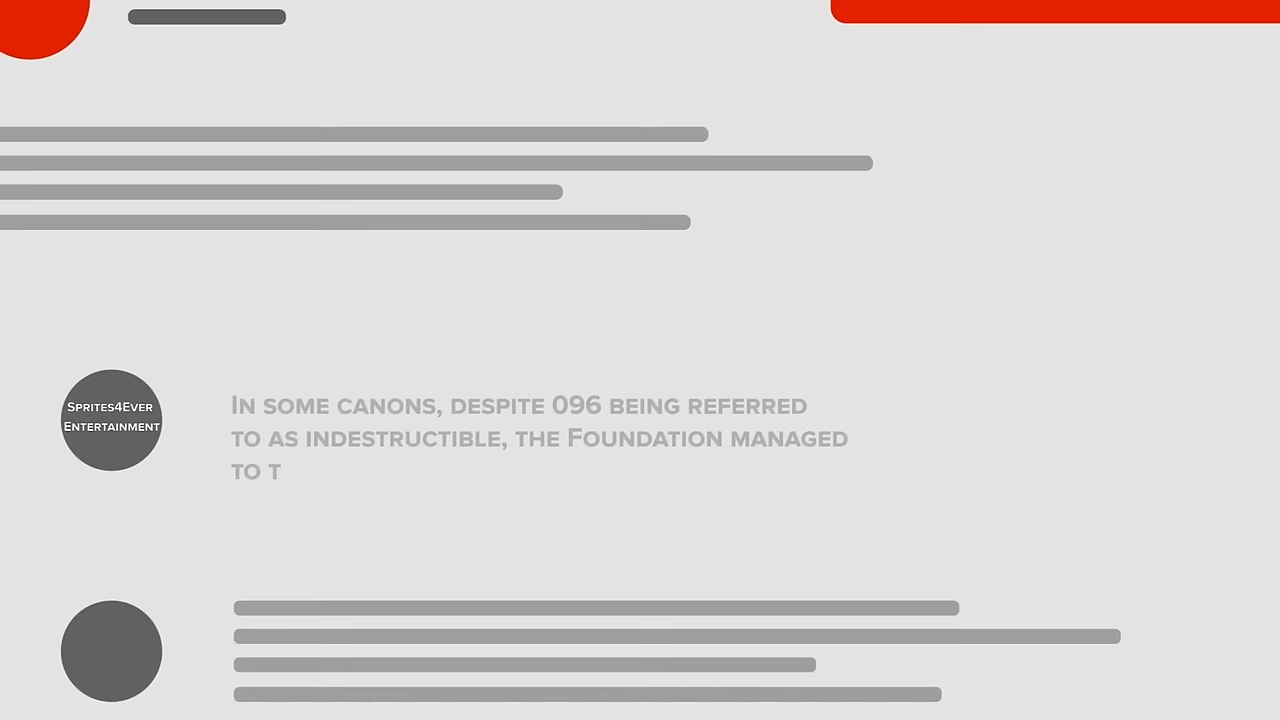 Sprites4Ever
Entertainment
In some canons, despite 096 being referred
to as indestructible, the Foundation managed
to t